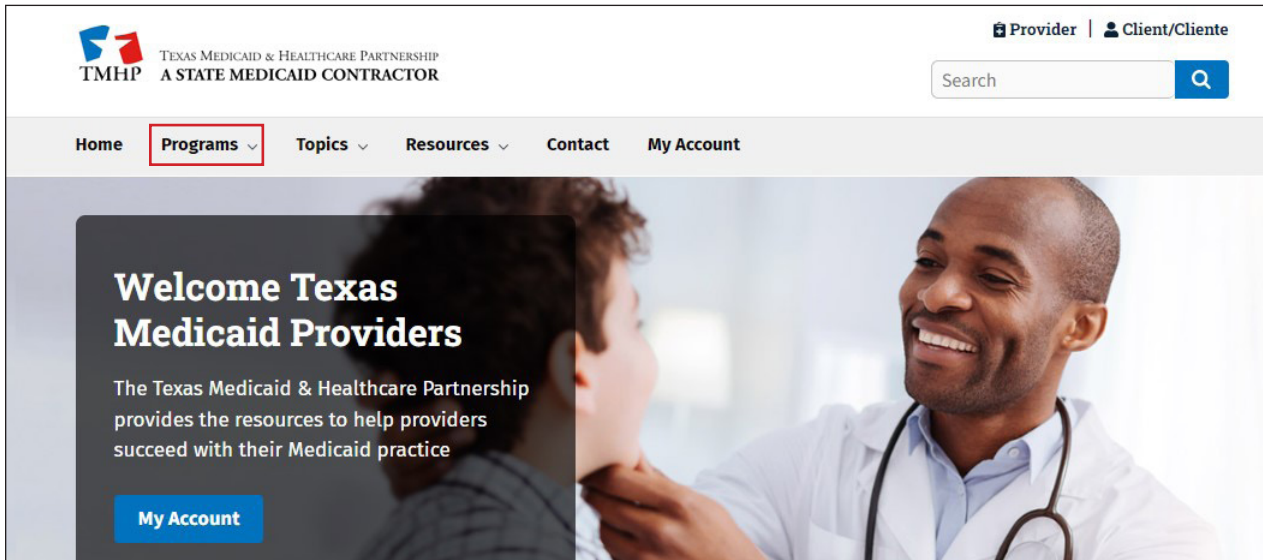 Provider | Client/Cliente
TMHP
TEXAS MEDICAID & HEALTHCARE PARTNERSHIP
A STATE MEDICAID CONTRACTOR
Search
Home Programs Topics Resources Contact My Account
Welcome Texas
Medicaid Providers
The Texas Medicaid & Healthcare Partnership
provides the resources to help providers
succeed with their Medicaid practice
My Account